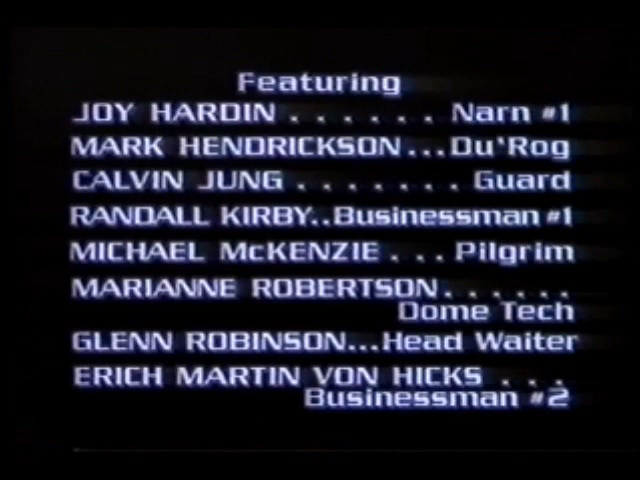 Featuring
JOY HARDIN . . . . . . Narn #1
MARK HENDRICKSON...Du'Rog
CALVIN JUNG . . . . . . . Guard
RANDALL KIRBY..Businessman #1
MICHAEL McKENZIE . . . Pilgrim
MARIANNE ROBERTSON. . . . . .
Dome Tech
GLENN ROBINSON...Head Waiter
ERICH MARTIN VON HICKS . . .
Businessman #2